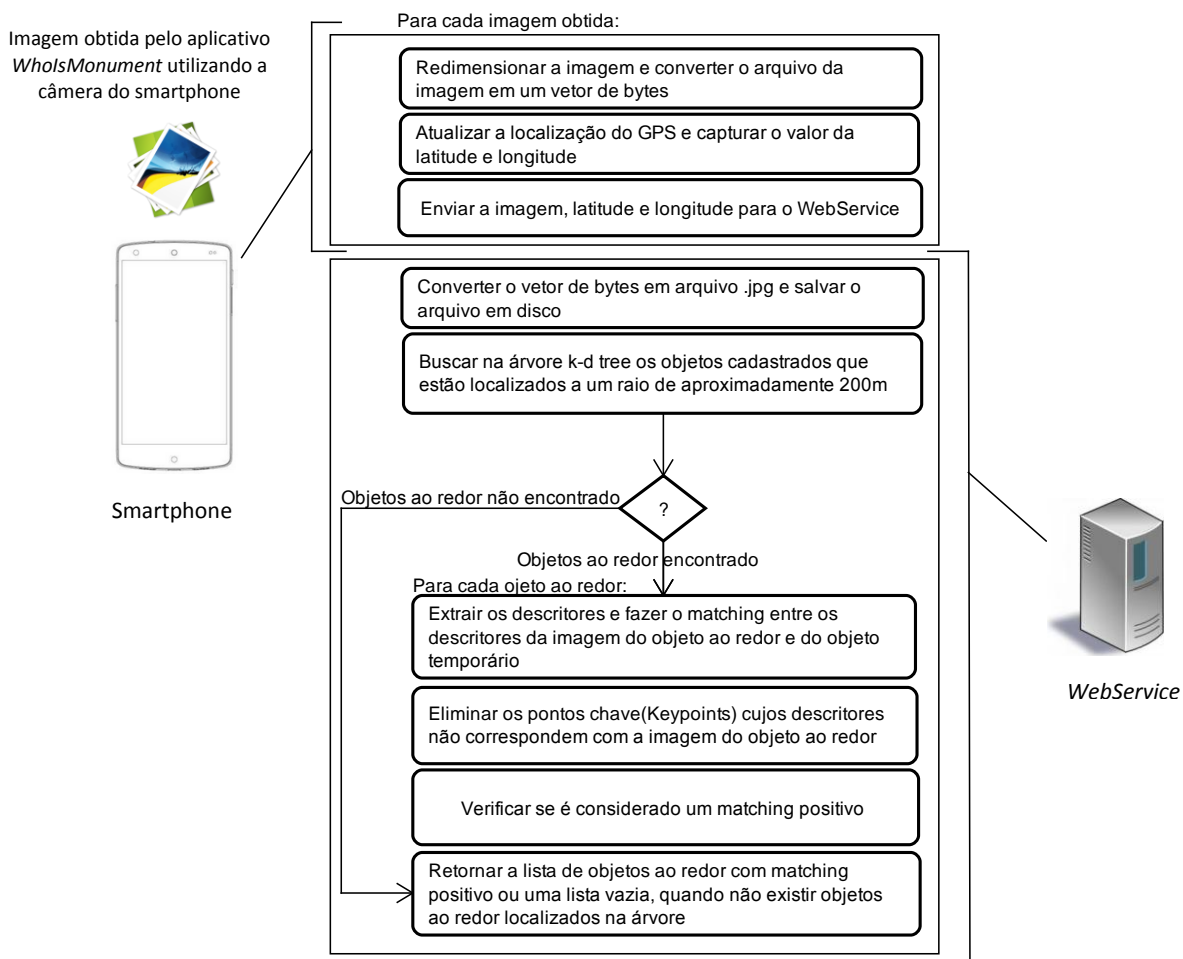 Para cada imagem obtida:
Imagem obtida pelo aplicativo
WhoIsMonument utilizando a
câmera do smartphone
Redimensionar a imagem e converter o arquivo da
imagem em um vetor de bytes
Atualizar a localização do GPS e capturar o valor da
latitude e longitude
Enviar a imagem, latitude e longitude para o WebService
Smartphone
Converter o vetor de bytes em arquivo .jpg e salvar o
arquivo em disco
Buscar na árvore k-d tree os objetos cadastrados que
estão localizados a um raio de aproximadamente 200m
Objetos ao redor não encontrado
?
Objetos ao redor encontrado
Para cada ojeto ao redor:
Extrair os descritores e fazer o matching entre os
descritores da imagem do objeto ao redor e do objeto
temporário
Eliminar os pontos chave(Keypoints) cujos descritores
não correspondem com a imagem do objeto ao redor
Verificar se é considerado um matching positivo
Retornar a lista de objetos ao redor com matching
positivo ou uma lista vazia, quando não existir objetos
ao redor localizados na árvore
WebService